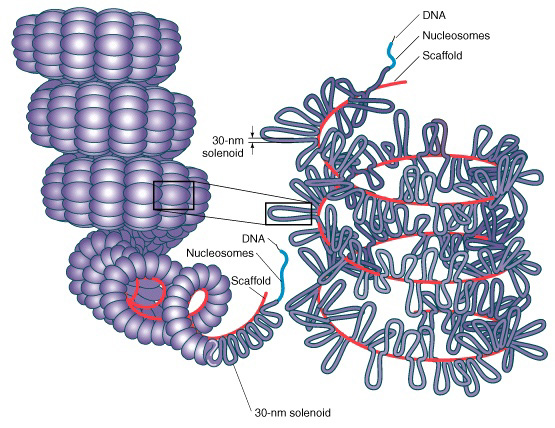 DNA
Nucleosomes
Scaffold
30-nm
solenoid
DNA
Nucleosomes
Scaffold
30-nm solenoid